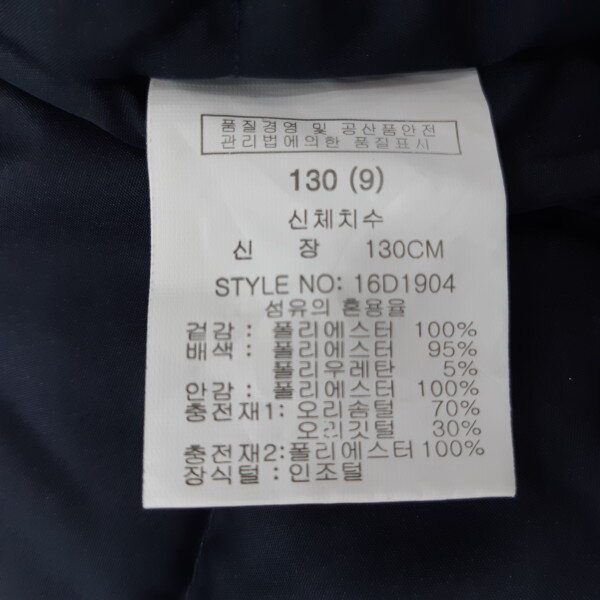 품질경영 및 공산품안전
관리법에의한 품질표시
130 (9)
신체치수
신 장 130CM
STYLE NO: 16D1904
섬유의 혼용율
겉감 : 폴리에스터 100%
배색 : 폴리에스터 95%
폴리우레탄 5%
안감 : 폴리에스터 100%
충전재1: 오리솜털 70%
오리깃털 30%
충전재2:폴리에스터 100%
장식털 : 인조털